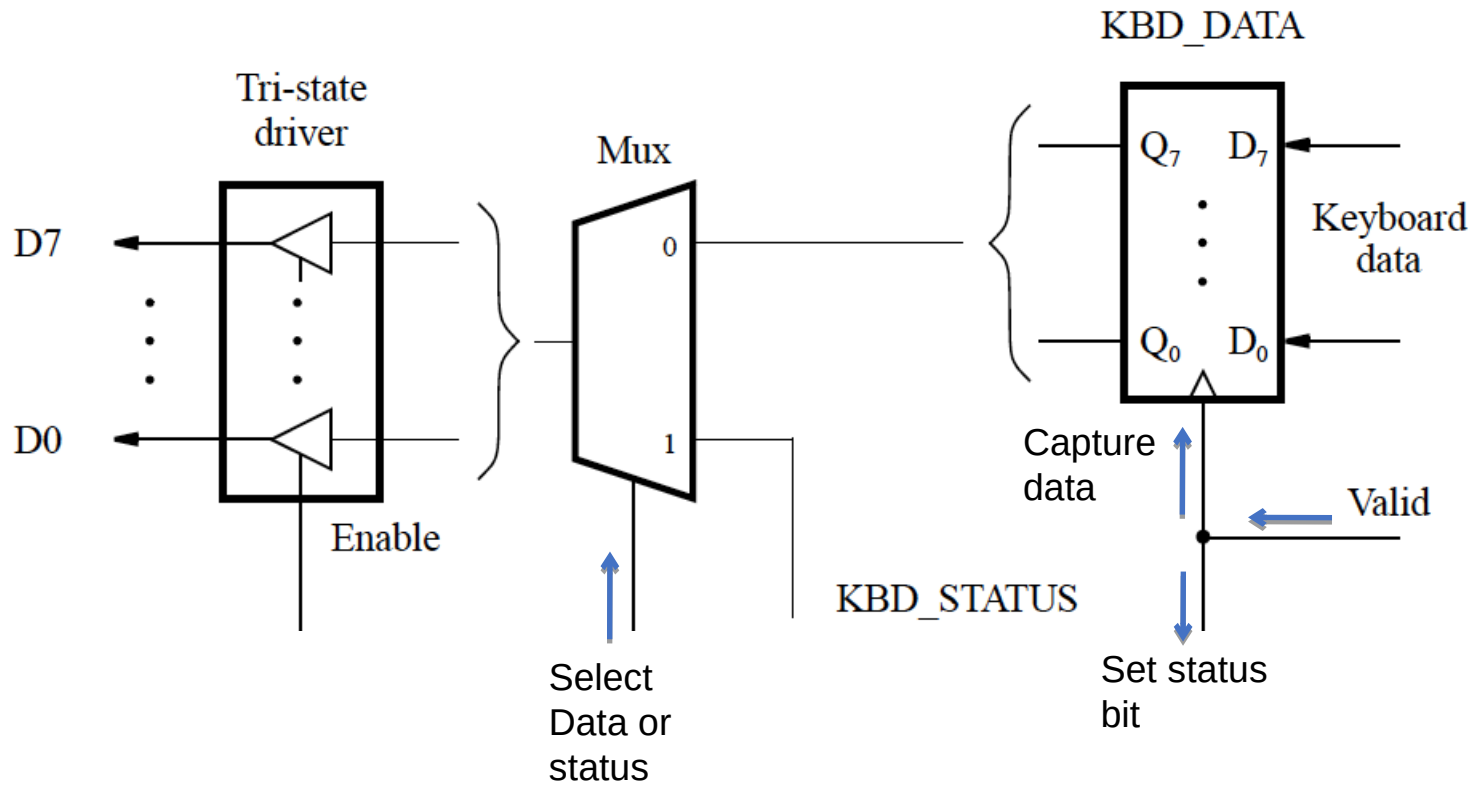 KBD_DATA
Tri-state
driver
Mux
Q7 D7
Keyboard
data
D7
0
Q0 D0
D0
1
Capture
data
Valid
Enable
KBD_STATUS
Select
Data or
status
Set status
bit